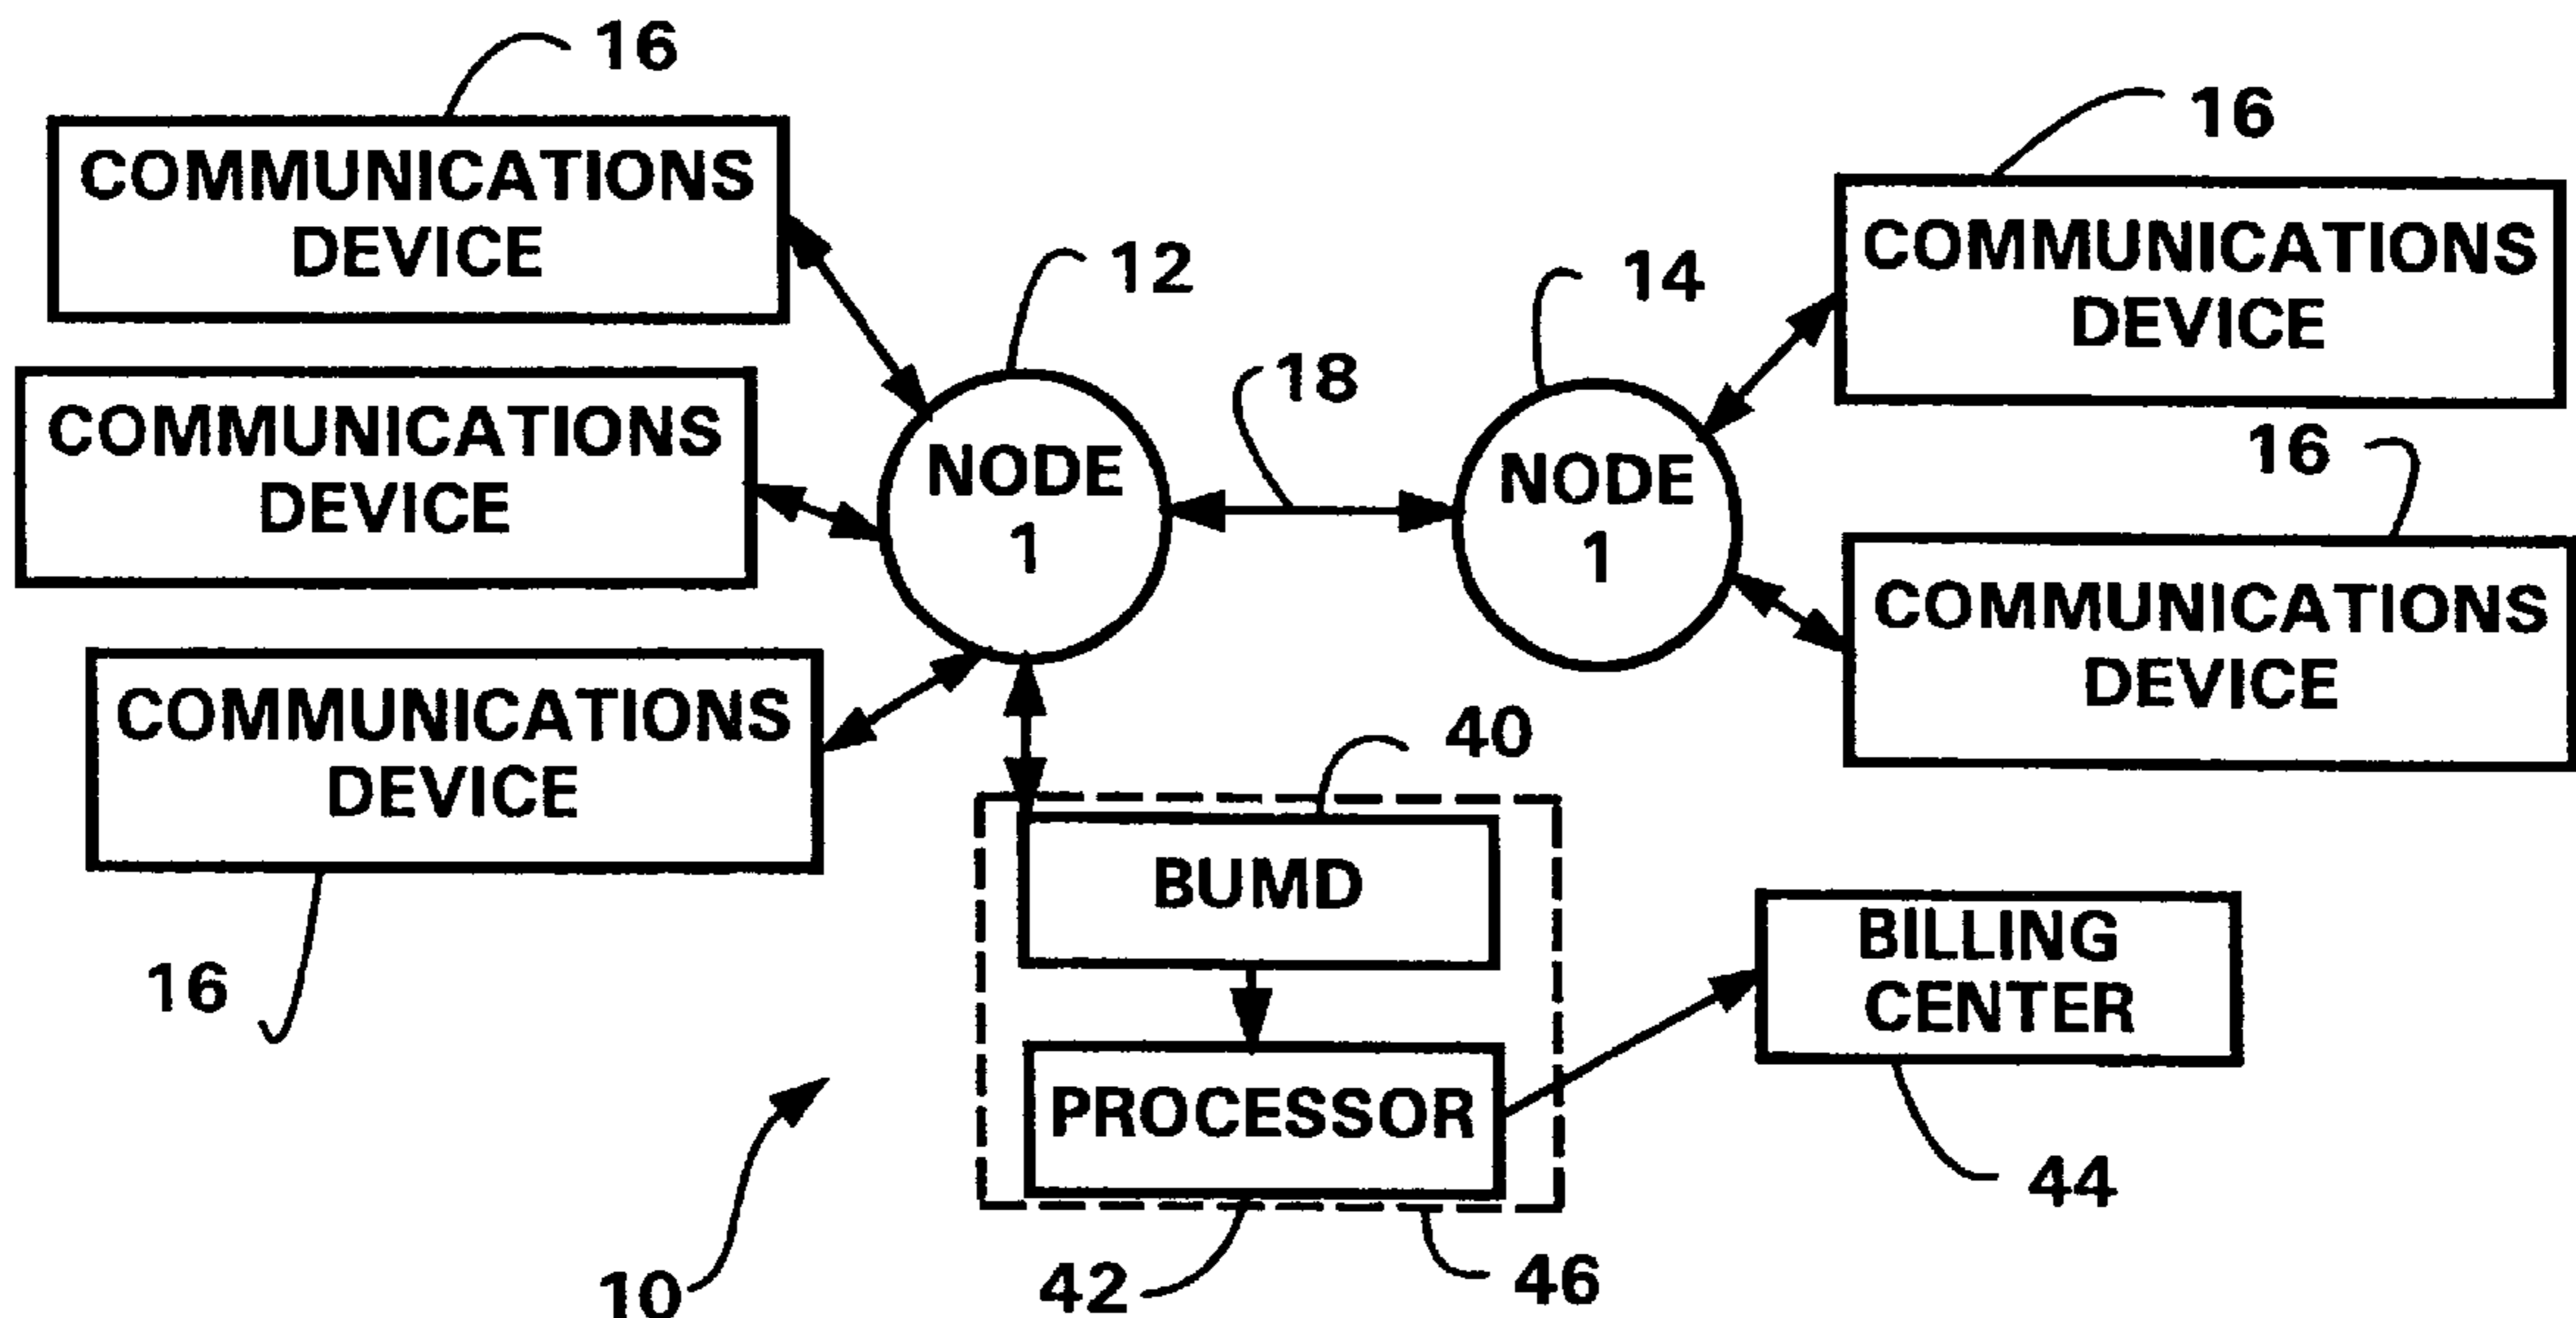 16
COMMUNICATIONS
DEVICE
16
COMMUNICATIONS
DEVICE
12
14
18
COMMUNICATIONS
DEVICE
NODE
1
NODE
1
16
COMMUNICATIONS
DEVICE
COMMUNICATIONS
DEVICE
16
40
BUMD
PROCESSOR
BILLING
CENTER
44
10
42
46